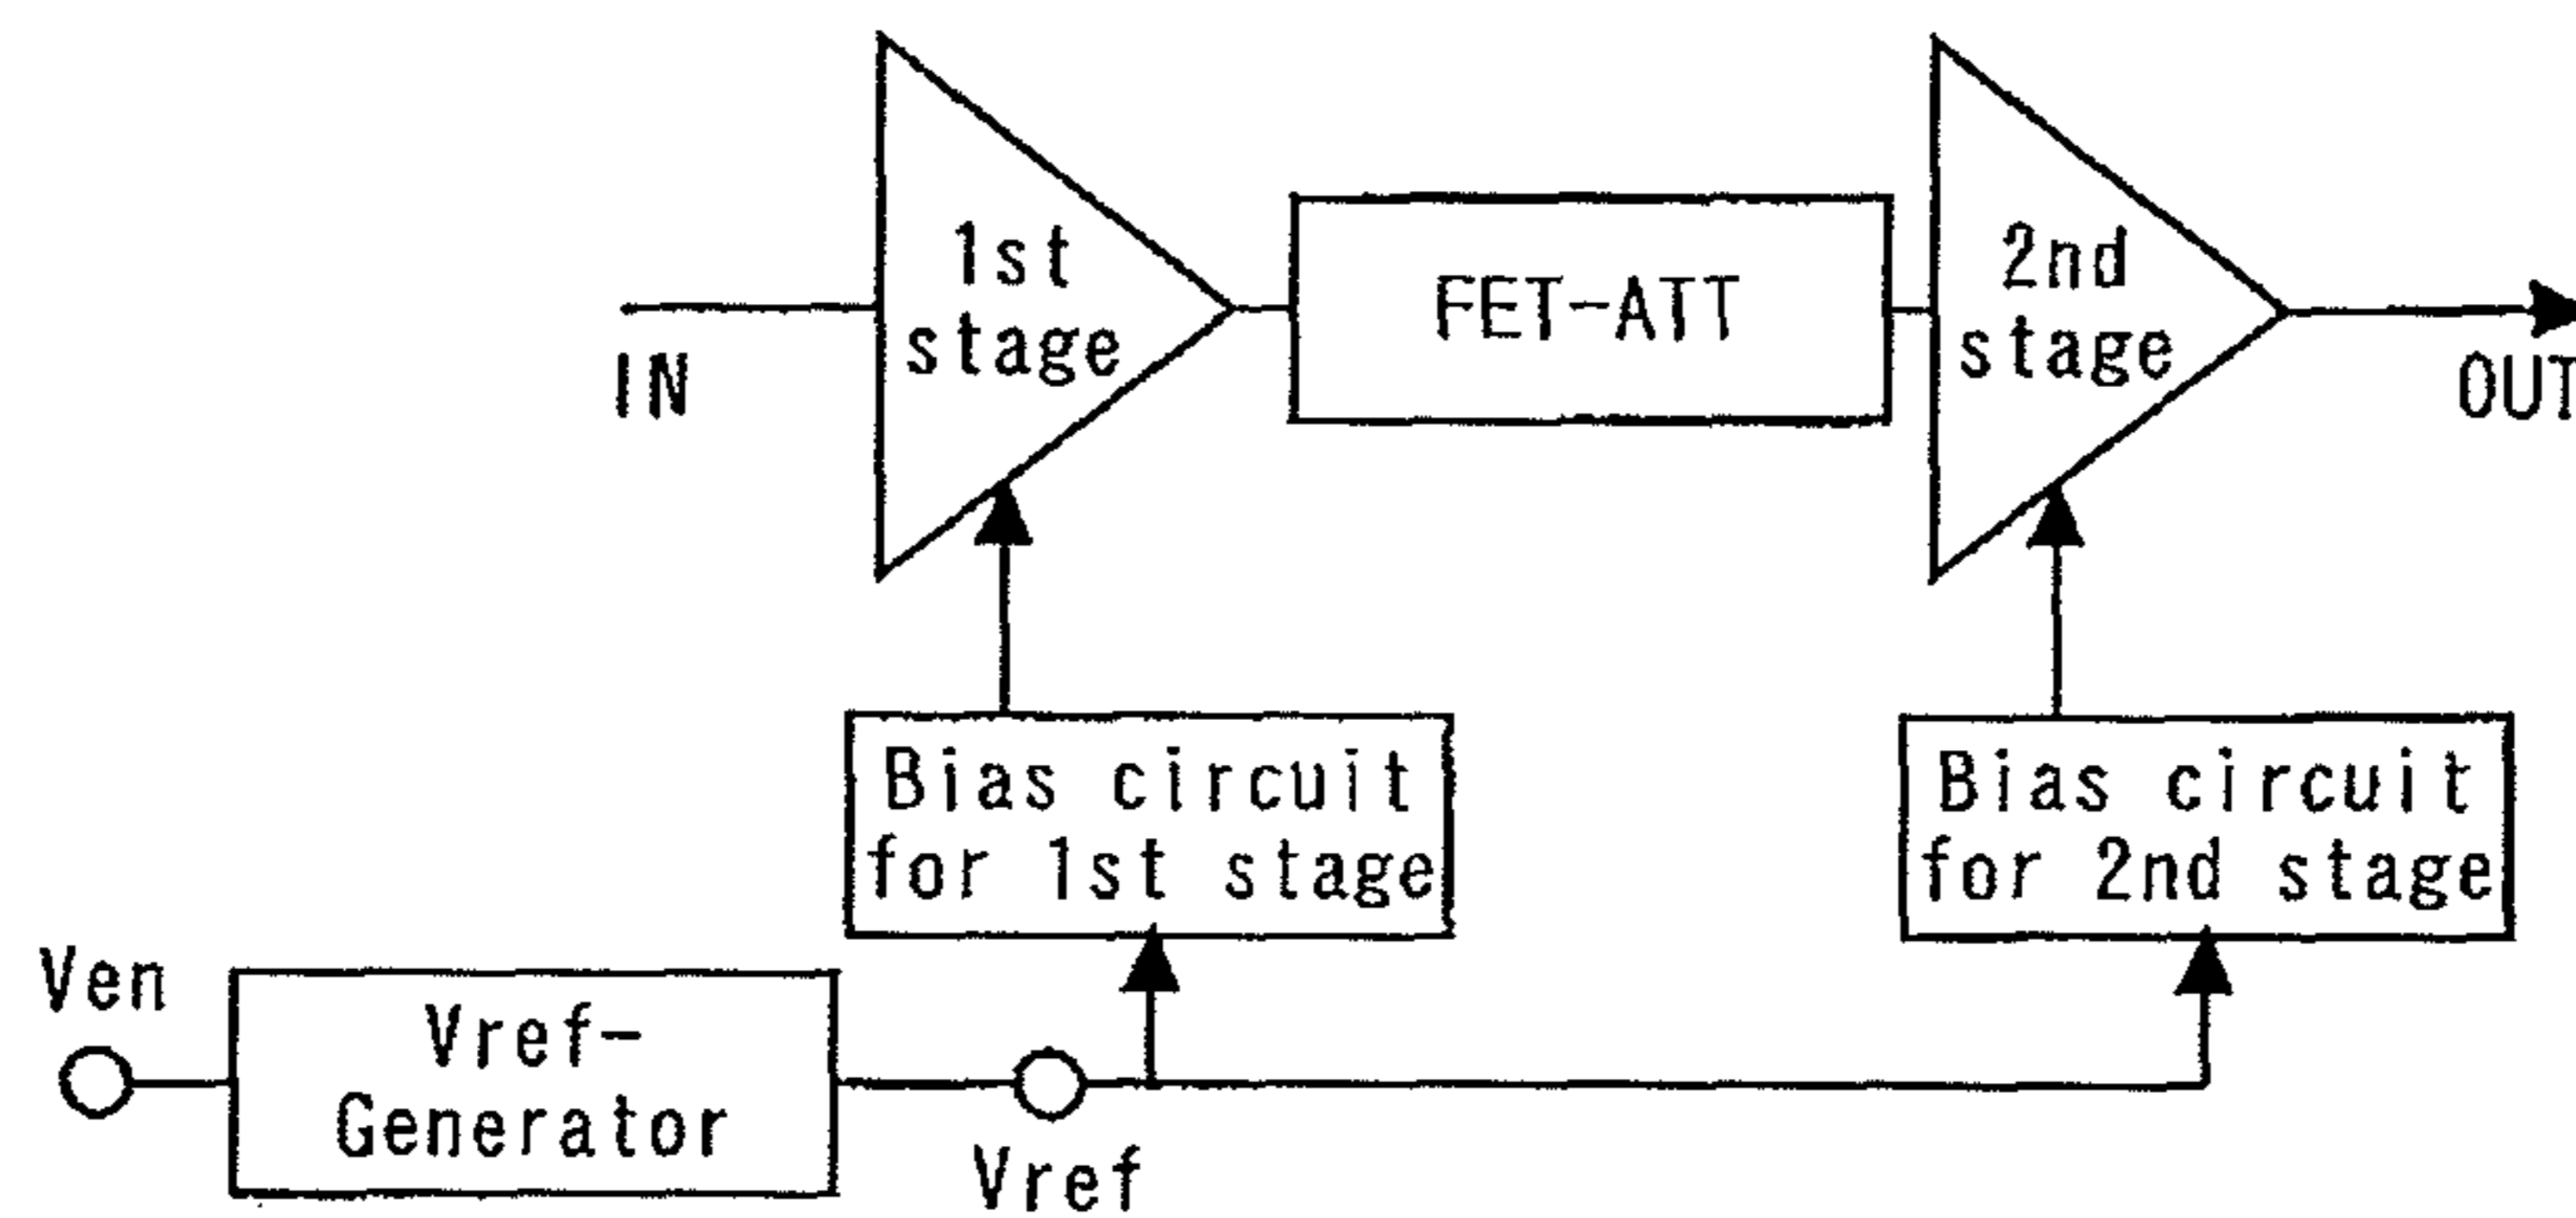 1st
stage
FET-ATT
2nd
stage
IN
OUT
Bias circuit
for 1st stage
Bias circuit
for 2nd stage
Ven
Vref-
Generator
Vref